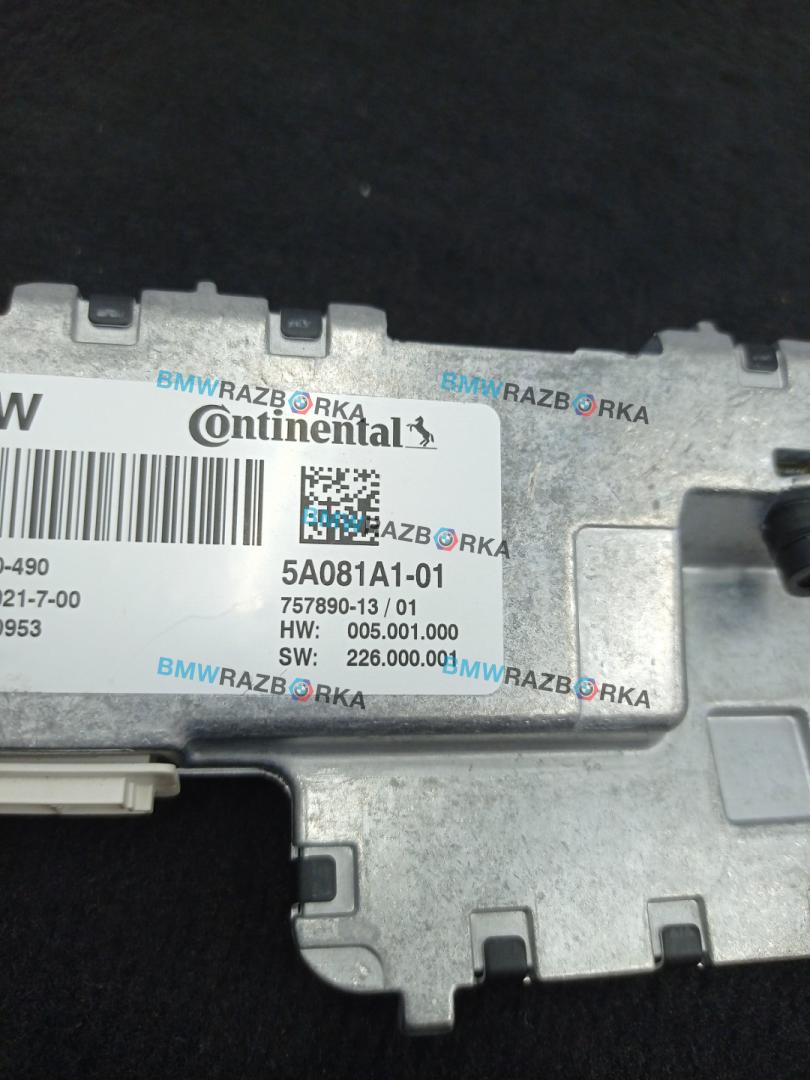 BMWRAZBORKA BMWRAZBORKA
W
Continental
BMWRAZBORKA
0-490
5A081A1-01
021-7-00
757890-13 / 01
0953
HW: 005.001.000
SW: 226.000.001
BMWRAZBORKA BMWRAZBORKA